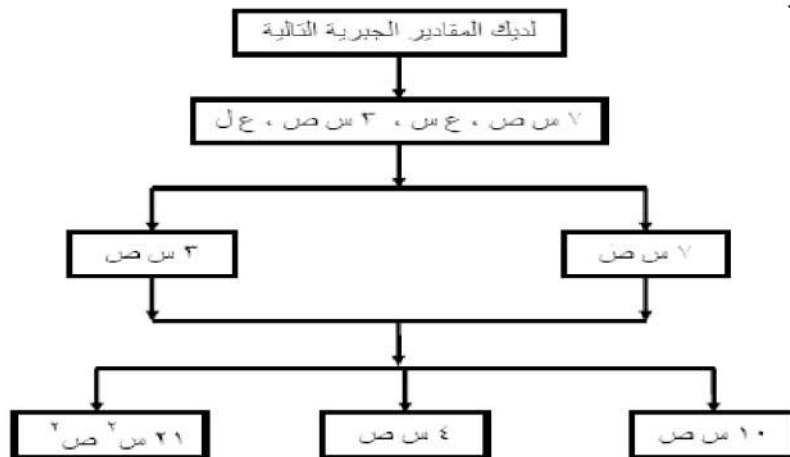 لديك المقادير الجبرية التالية
٧ س ص ، ع س ، ٣ س ص ، ع ل
٧ س ص
٣ س ص
١٠ س ص
٤ س ص
٢١ س٢ ص٢